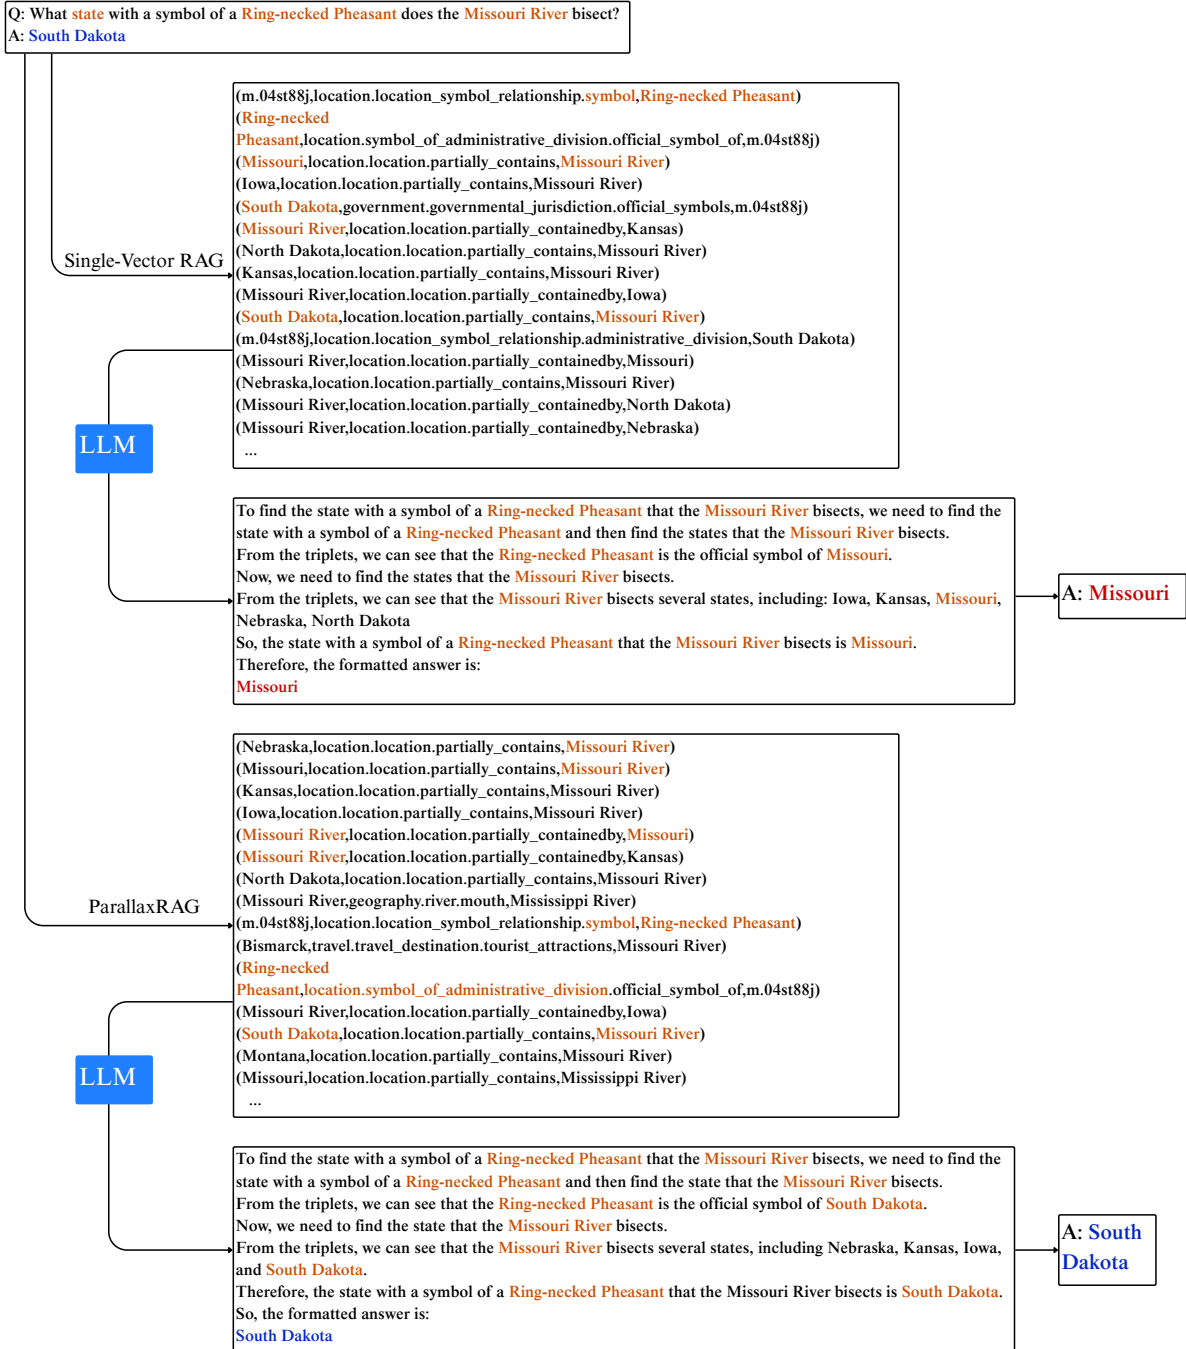 Q: What state with a symbol of a Ring-necked Pheasant does the Missouri River bisect?
A: South Dakota
Single-Vector RAG
(m.04st88j,location.location_symbol_relationship.symbol,Ring-necked Pheasant)
(Ring-necked
Pheasant,location.symbol_of_administrative_division.official_symbol_of,m.04st88j)
(Missouri,location.location.partially_contains,Missouri River)
(Iowa,location.location.partially_contains,Missouri River)
(South Dakota,government.governmental_jurisdiction.official_symbols,m.04st88j)
(Missouri River,location.location.partially_containedby,Kansas)
(North Dakota,location.location.partially_contains,Missouri River)
(Kansas,location.location.partially_contains,Missouri River)
(Missouri River,location.location.partially_containedby,Iowa)
(South Dakota,location.location.partially_contains,Missouri River)
(m.04st88j,location.location_symbol_relationship.administrative_division,South Dakota)
(Missouri River,location.location.partially_containedby,Missouri)
(Nebraska,location.location.partially_contains,Missouri River)
(Missouri River,location.location.partially_containedby,North Dakota)
(Missouri River,location.location.partially_containedby,Nebraska)
...
LLM
To find the state with a symbol of a Ring-necked Pheasant that the Missouri River bisects, we need to find the
state with a symbol of a Ring-necked Pheasant and then find the states that the Missouri River bisects.
From the triplets, we can see that the Ring-necked Pheasant is the official symbol of Missouri.
Now, we need to find the states that the Missouri River bisects.
From the triplets, we can see that the Missouri River bisects several states, including: Iowa, Kansas, Missouri,
Nebraska, North Dakota
So, the state with a symbol of a Ring-necked Pheasant that the Missouri River bisects is Missouri.
Therefore, the formatted answer is:
Missouri
A: Missouri
ParallaxRAG
(Nebraska,location.location.partially_contains,Missouri River)
(Missouri,location.location.partially_contains,Missouri River)
(Kansas,location.location.partially_contains,Missouri River)
(Iowa,location.location.partially_contains,Missouri River)
(Missouri River,location.location.partially_containedby,Missouri)
(Missouri River,location.location.partially_containedby,Kansas)
(North Dakota,location.location.partially_contains,Missouri River)
(Missouri River,geography.river.mouth,Mississippi River)
(m.04st88j,location.location_symbol_relationship.symbol,Ring-necked Pheasant)
(Bismarck,travel.travel_destination.tourist_attractions,Missouri River)
(Ring-necked
Pheasant,location.symbol_of_administrative_division.official_symbol_of,m.04st88j)
(Missouri River,location.location.partially_containedby,Iowa)
(South Dakota,location.location.partially_contains,Missouri River)
(Montana,location.location.partially_contains,Missouri River)
(Missouri,location.location.partially_contains,Mississippi River)
...
LLM
To find the state with a symbol of a Ring-necked Pheasant that the Missouri River bisects, we need to find the
state with a symbol of a Ring-necked Pheasant and then find the state that the Missouri River bisects.
From the triplets, we can see that the Ring-necked Pheasant is the official symbol of South Dakota.
Now, we need to find the state that the Missouri River bisects.
From the triplets, we can see that the Missouri River bisects several states, including Nebraska, Kansas, Iowa,
and South Dakota.
Therefore, the state with a symbol of a Ring-necked Pheasant that the Missouri River bisects is South Dakota.
So, the formatted answer is:
South Dakota
A: South
Dakota